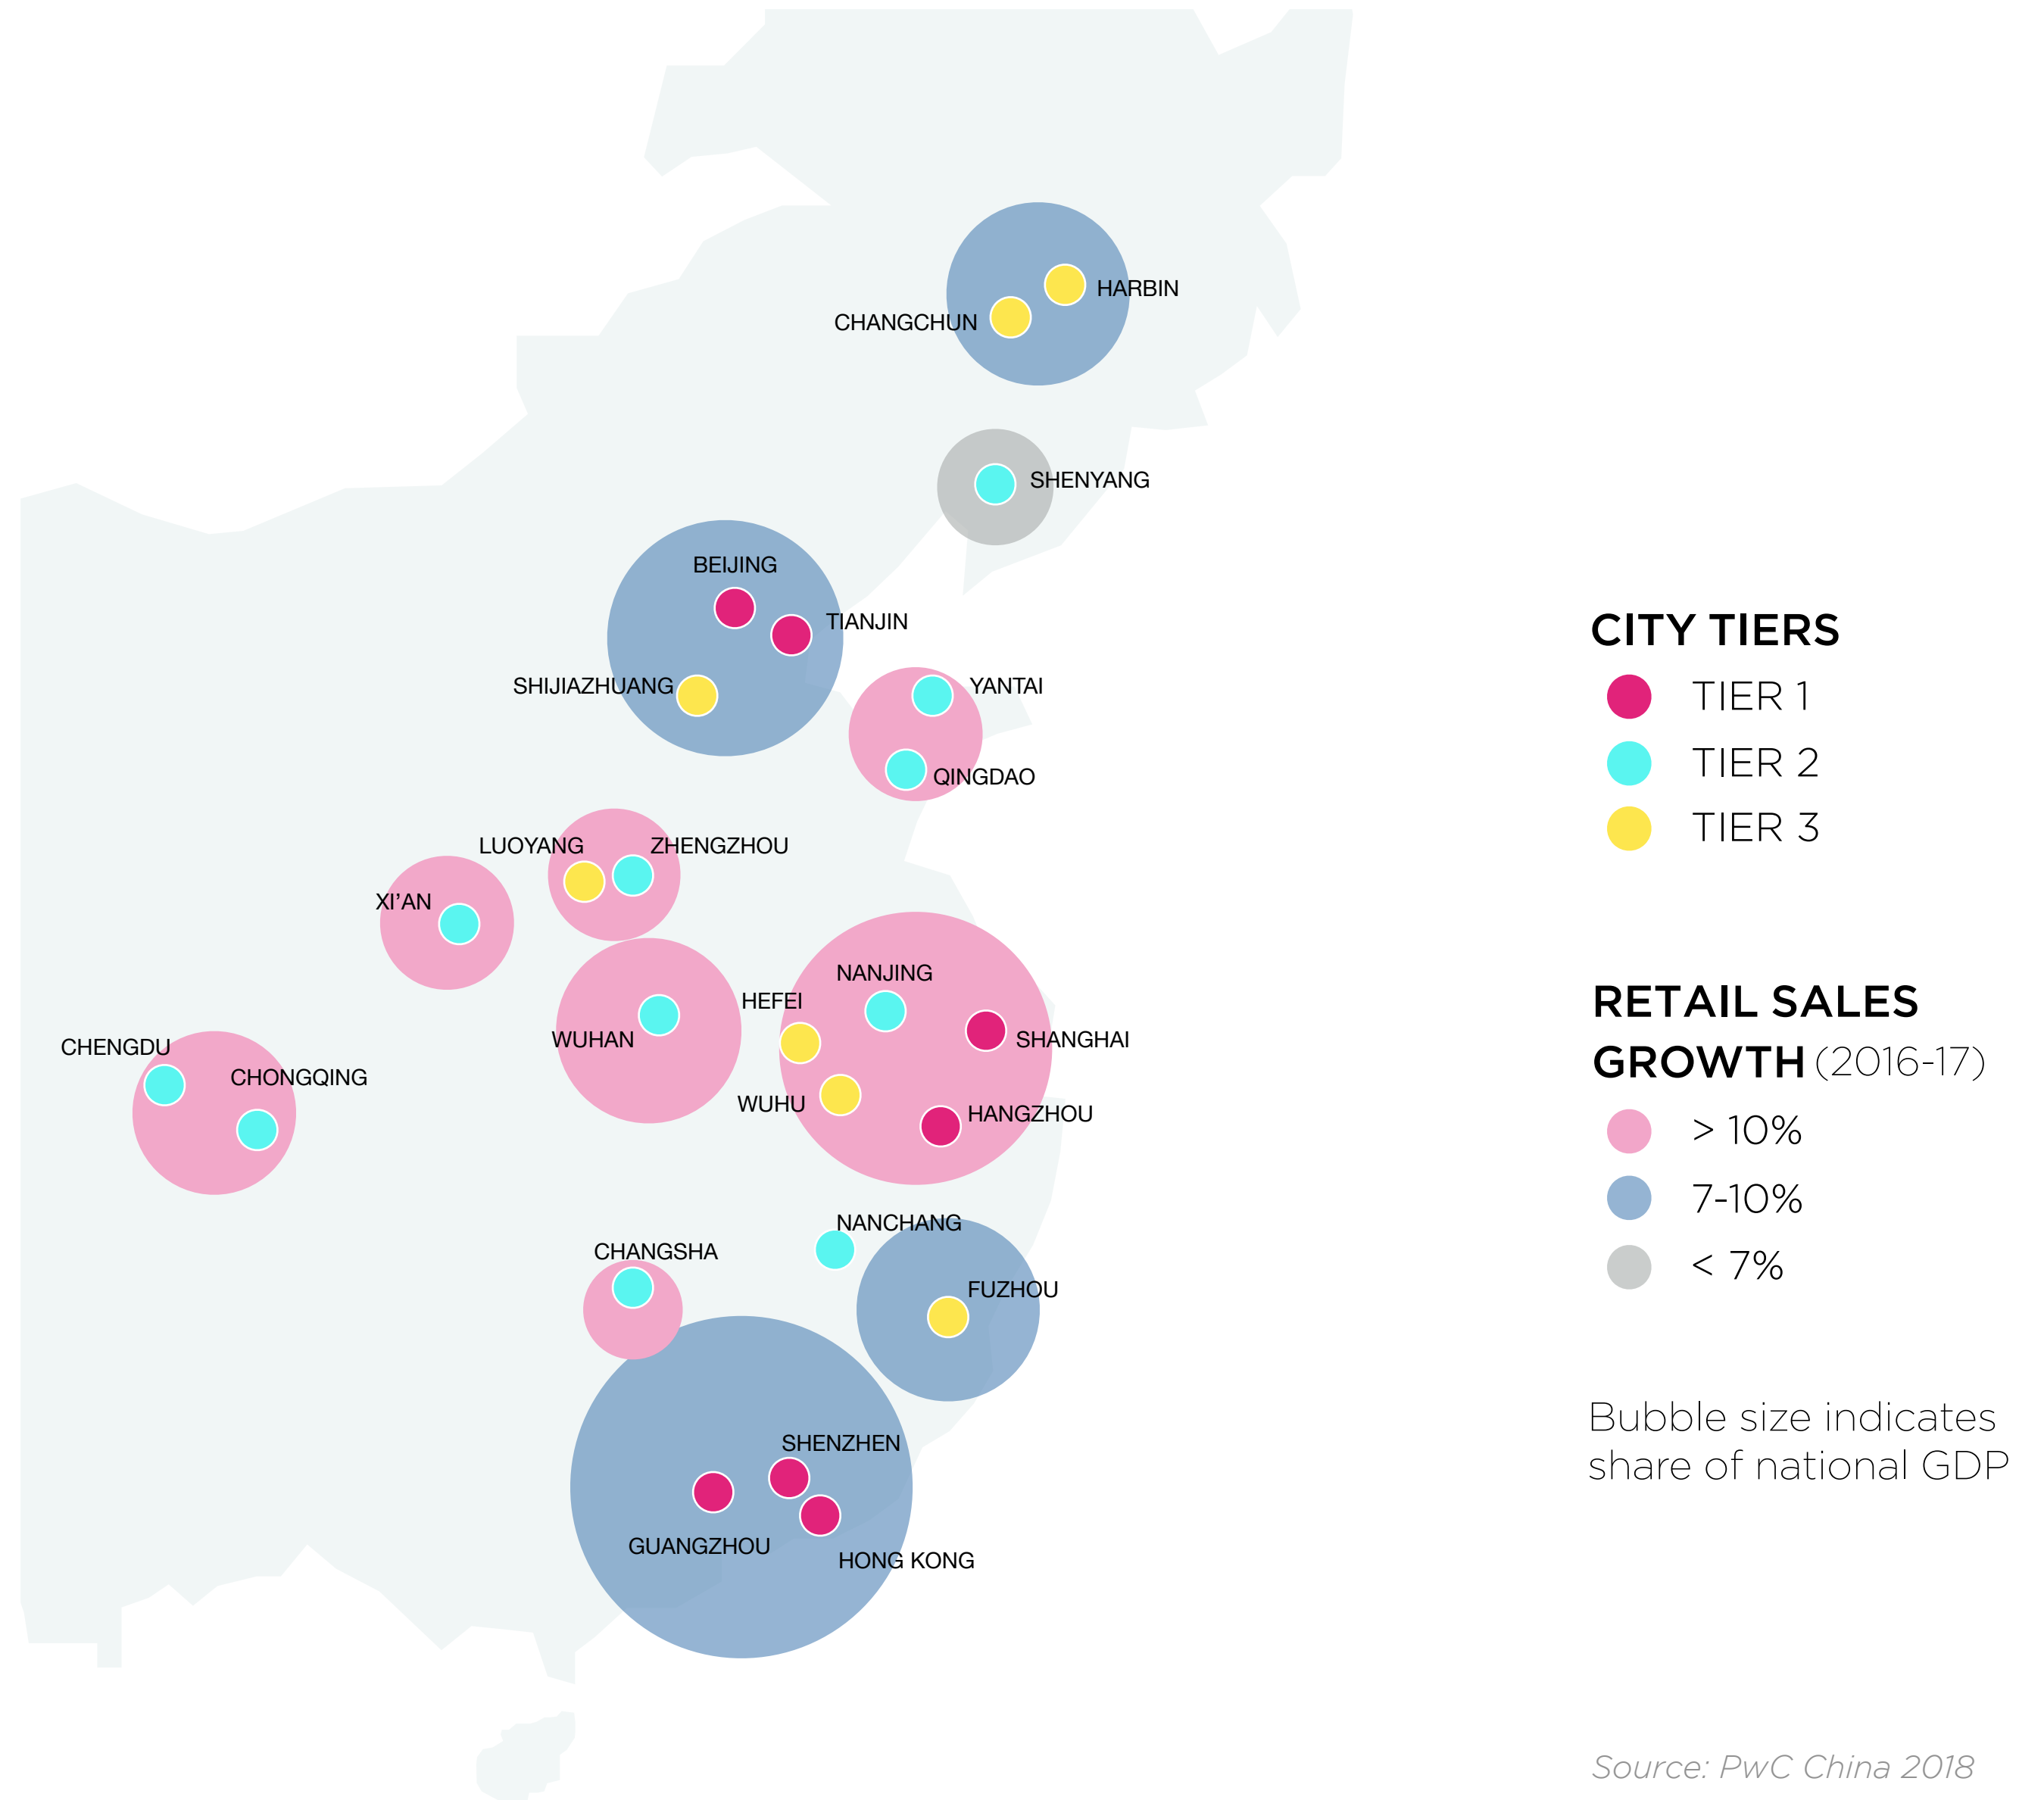 HARBIN
CHANGCHUN
SHENYANG
BEIJING
TIANJIN
SHIJIAZHUANG
YANTAI
QINGDAO
LUOYANG
ZHENGZHOU
XI’AN
NANJING
HEFEI
WUHAN
SHANGHAI
CHENGDU
CHONGQING
WUHU
HANGZHOU
NANCHANG
CHANGSHA
FUZHOU
SHENZHEN
GUANGZHOU
HONG KONG
CITY TIERS
TIER 1
TIER 2
TIER 3
RETAIL SALES
GROWTH (2016-17)
> 10%
7-10%
< 7%
Bubble size indicates
share of national GDP
Source: PwC China 2018